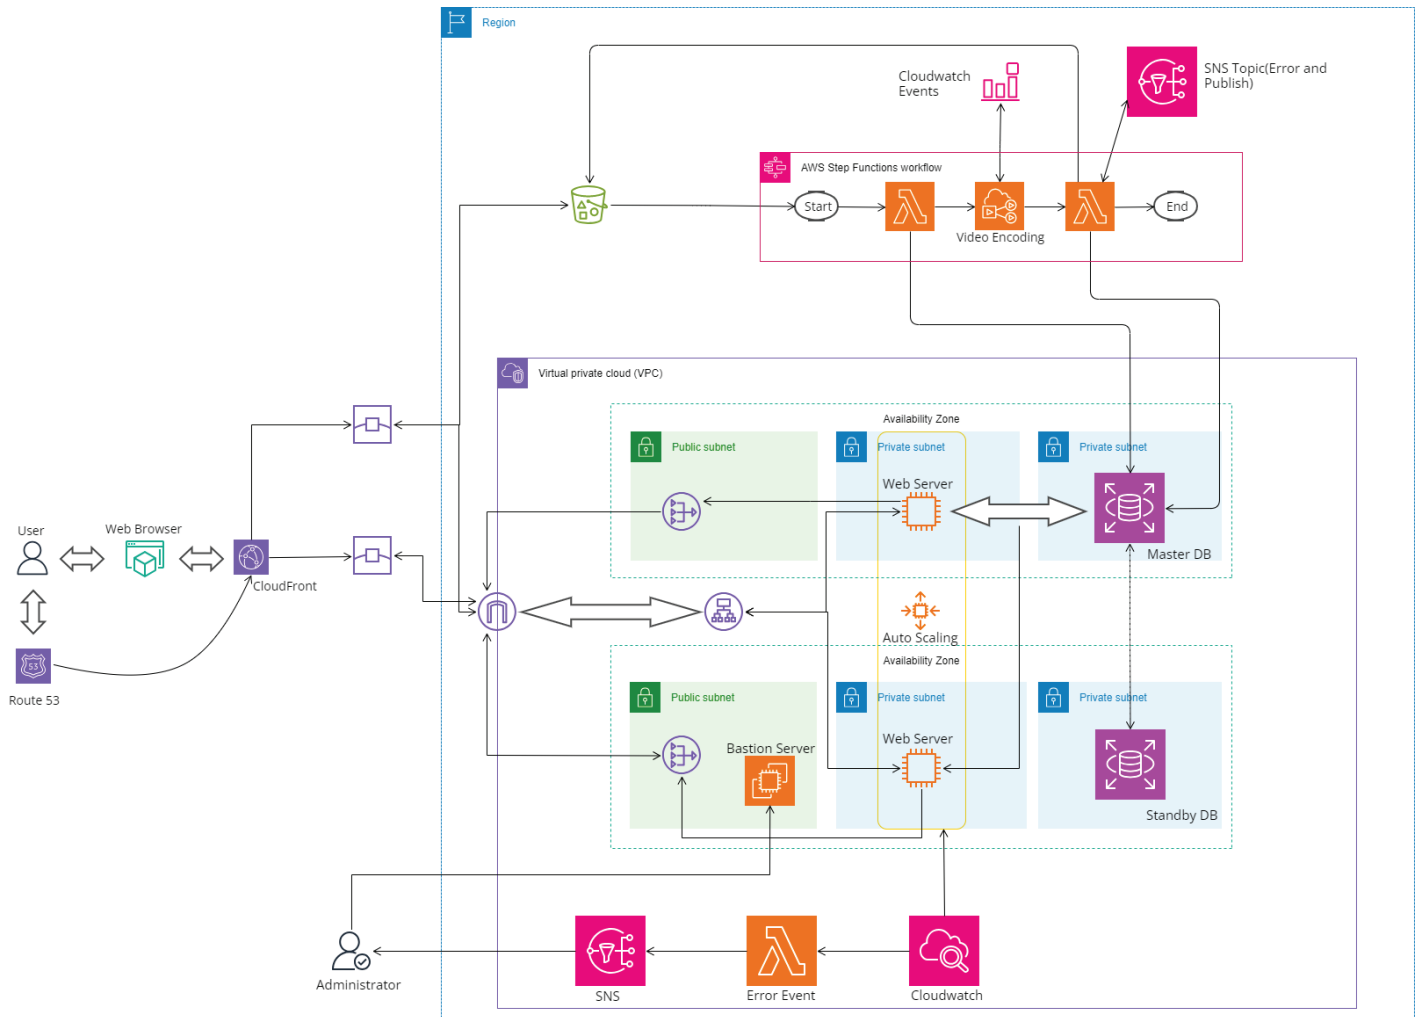 Region
Cloudwatch
Events
SNS Topic(Error and
Publish)
AWS Step Functions workflow
Start
End
Video Encoding
Virtual private cloud (VPC)
Availability Zone
Public subnet
Private subnet
Private subnet
Web Server
Master DB
User
Web Browser
CloudFront
53
Route 53
Auto Scaling
Availability Zone
Public subnet
Private subnet
Private subnet
Bastion Server
Web Server
Standby DB
Administrator
SNS
Error Event
Cloudwatch